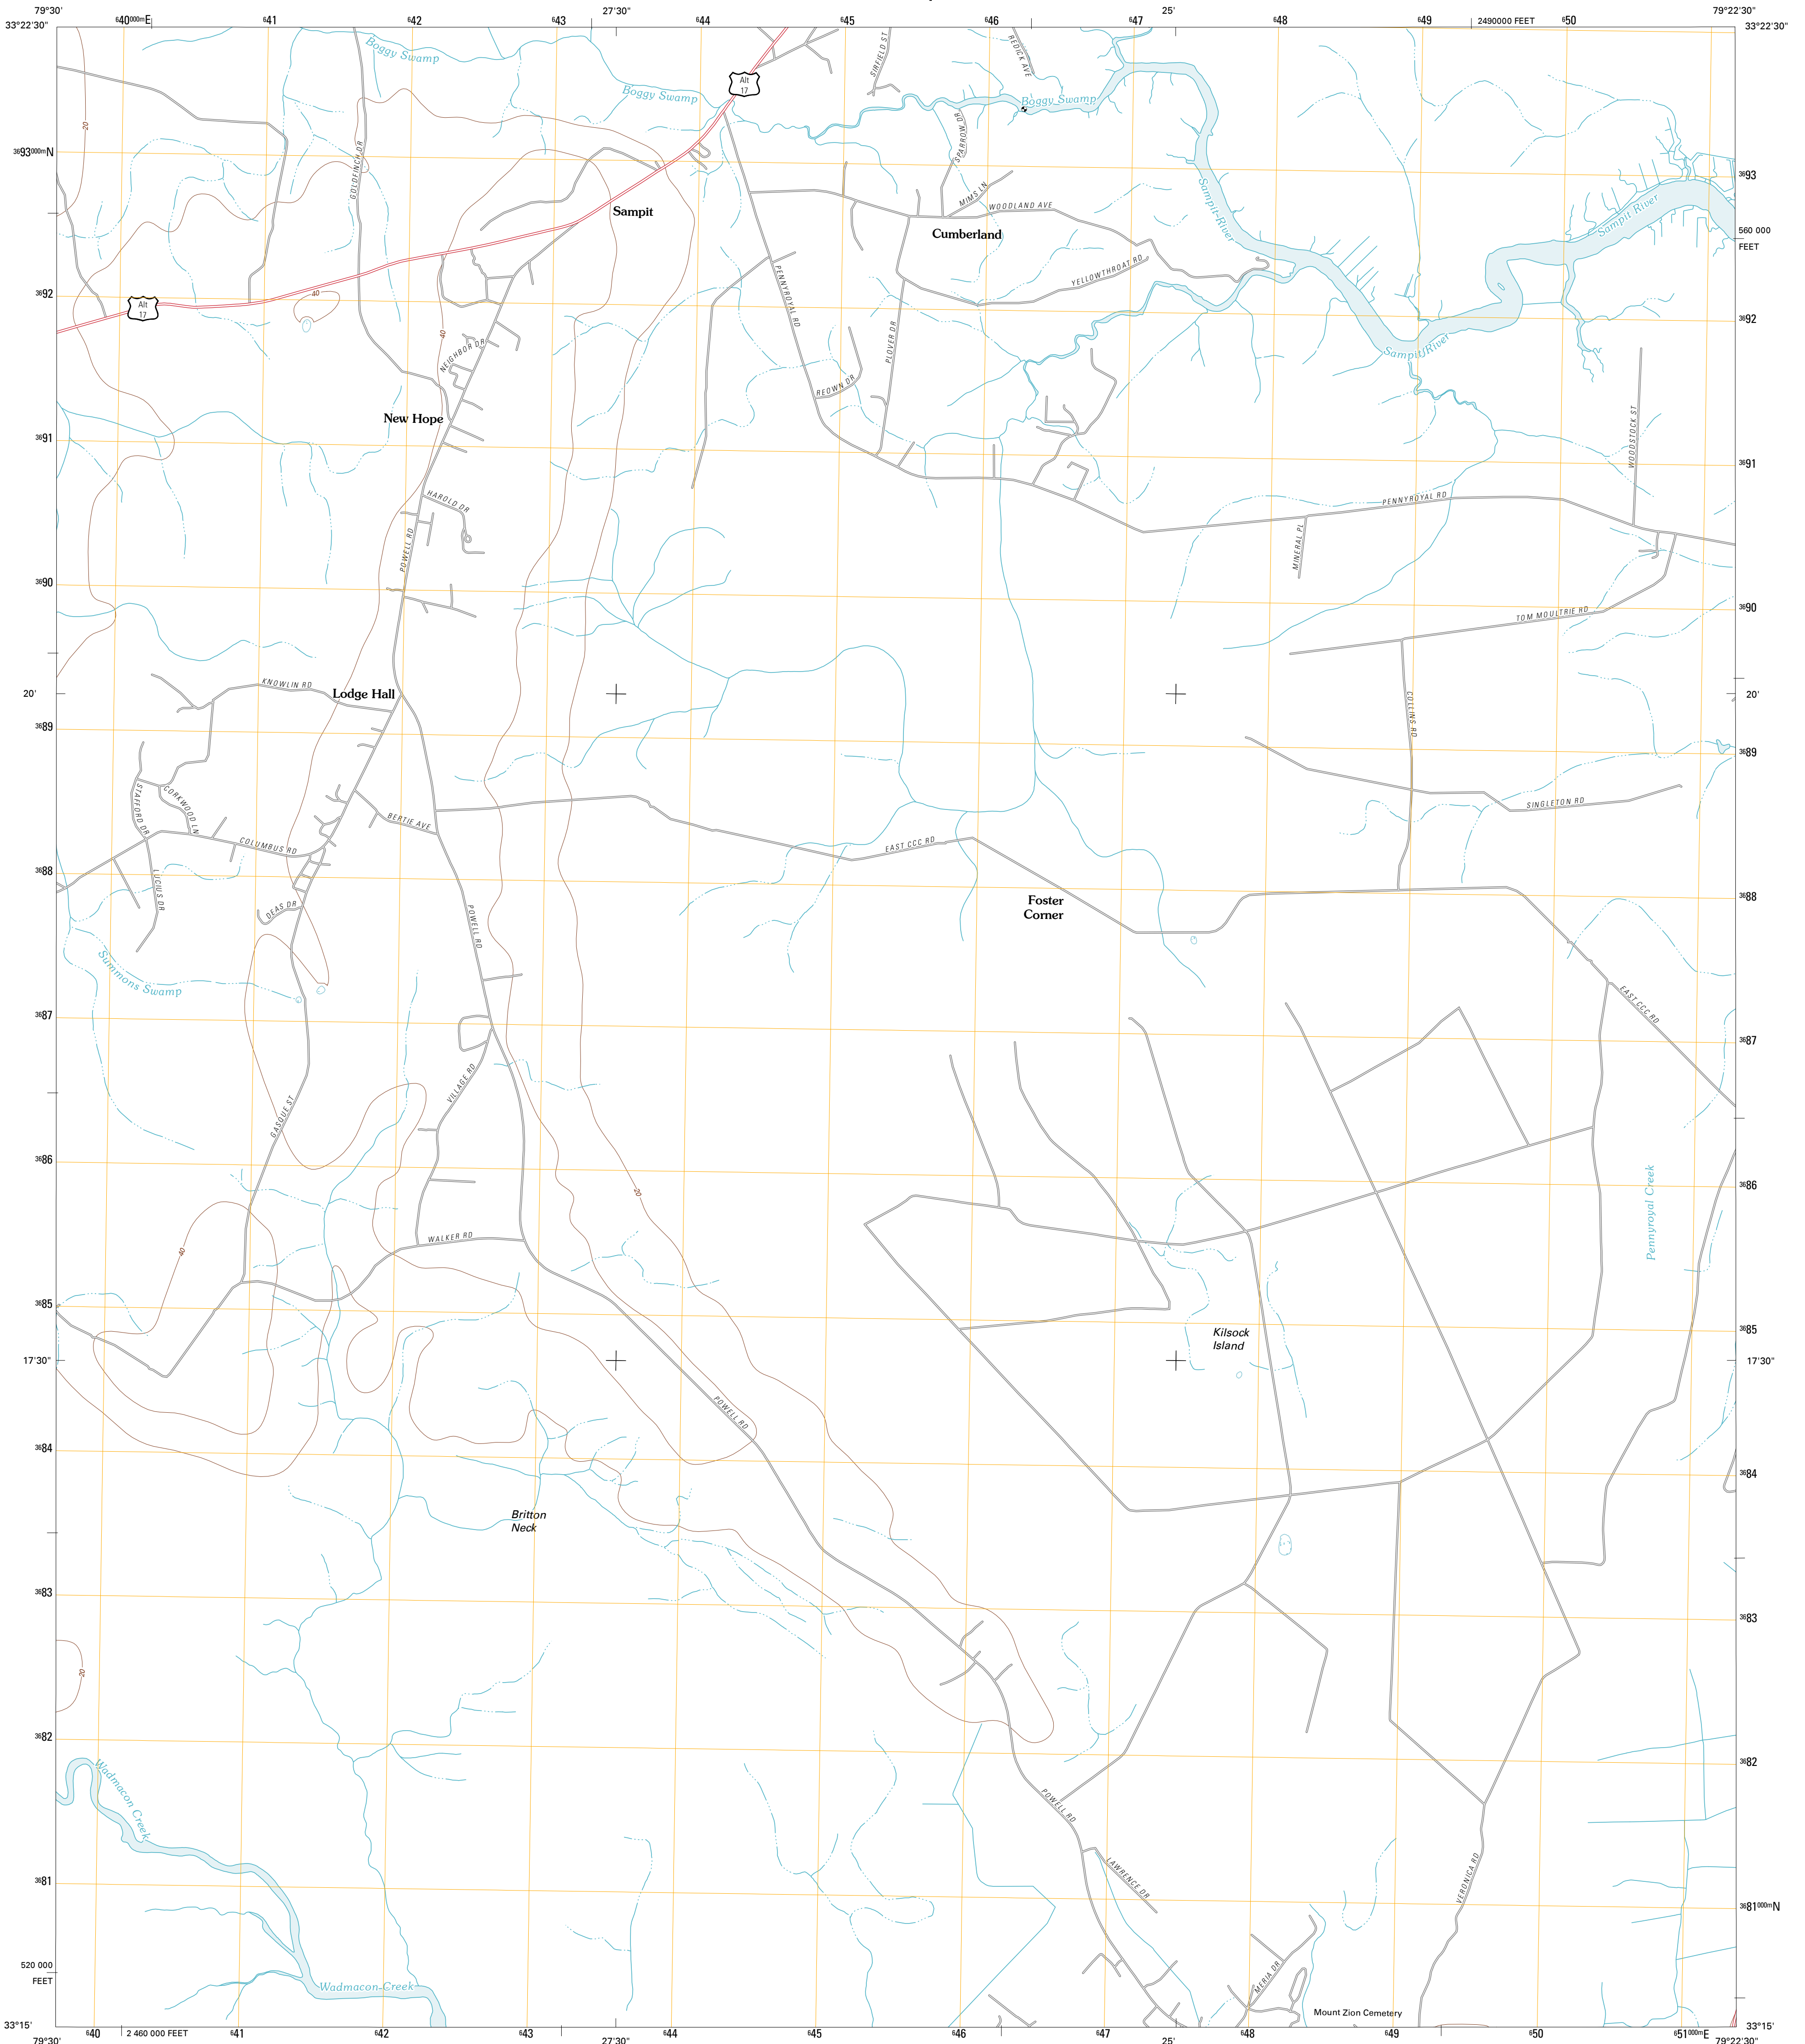 79°30'
⁶40⁰⁰⁰ᵐE
⁶41
⁶42
⁶43
27'30"
⁶44
⁶45
⁶46
⁶47
25'
⁶48
⁶49
2490000 FEET
⁶50
79°22'30"
33°22'30"
33°22'30"
Boggy Swamp
Alt
17
Boggy Swamp
SIRFIELD ST
REDICK AVE
Boggy Swamp
20
³⁶93⁰⁰⁰ᵐN
GOLDFINCH DR
SPARROW DR
³⁶93
MIMS LN
WOODLAND AVE
Sampit River
Sampit River
Sampit
Cumberland
560 000
FEET
YELLOWTHROAT RD
PENNYROYAL RD
³⁶92
Alt
17
40
40
PLOVER DR
NEIGHBOR DR
³⁶92
Sampit River
REOWN DR
New Hope
³⁶91
WOODSTOCK ST
³⁶91
HAROLD DR
PENNYROYAL RD
POWELL RD
MINERAL PL
³⁶90
³⁶90
TOM MOULTRIE RD
KNOWLIN RD
Lodge Hall
20'
20'
COLLINS RD
³⁶89
³⁶89
STAFFORD DR
CORKWOOD LN
BERTIE AVE
SINGLETON RD
COLUMBUS RD
EAST CCC RD
³⁶88
LUCIUS DR
DEAS DR
POWELL RD
Foster
Corner
³⁶88
Summons Swamp
EAST CCC RD
³⁶87
³⁶87
VILLAGE RD
GASQUE ST
³⁶86
20
³⁶86
Pennyroyal Creek
WALKER RD
40
³⁶85
³⁶85
Kilsock
Island
17'30"
17'30"
POWELL RD
³⁶84
³⁶84
Britton
Neck
³⁶83
³⁶83
20
³⁶82
³⁶82
Wadmacon Creek
POWELL RD
LAWRENCE DR
VERONICA RD
³⁶81
³⁶81⁰⁰⁰ᵐN
520 000
FEET
Wadmacon Creek
MERIA DR
Mount Zion Cemetery
33°15'
33°15'
79°30'
⁶40
2 460 000 FEET
⁶41
⁶42
⁶43
27'30"
⁶44
⁶45
⁶46
⁶47
25'
⁶48
⁶49
⁶50
⁶51⁰⁰⁰ᵐE
79°22'30"